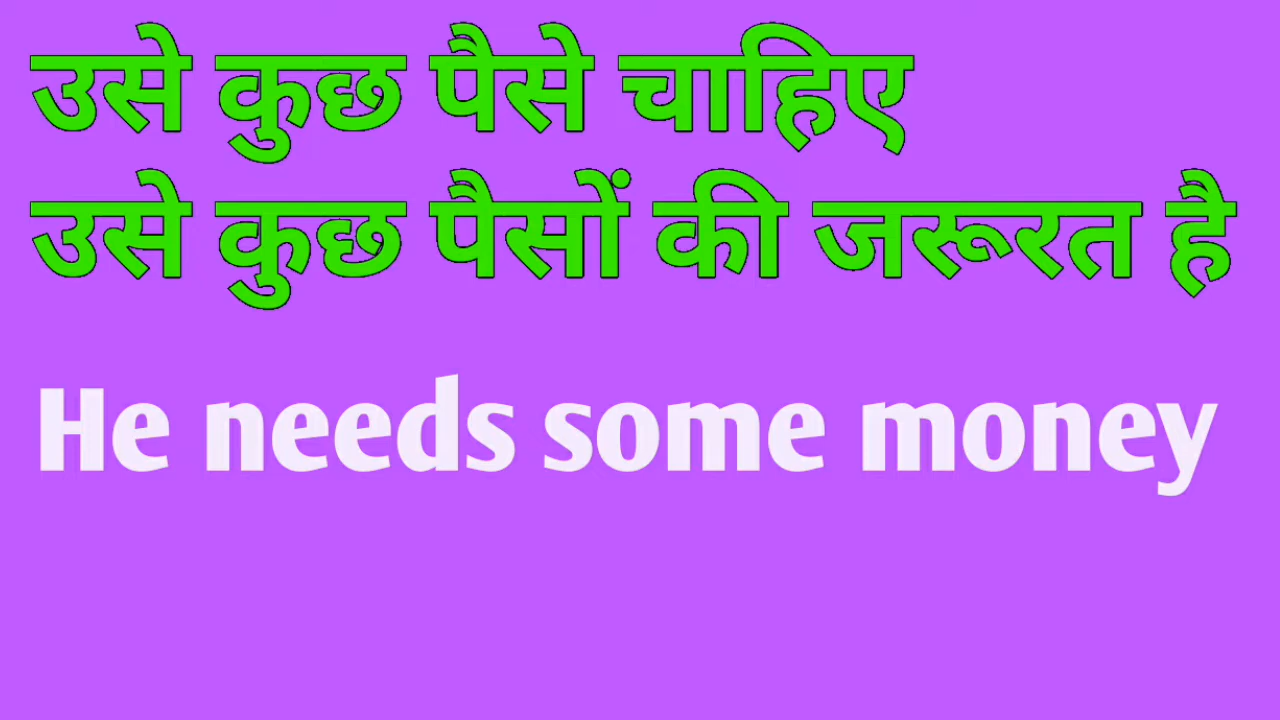 उसे कुछ पैसे चाहिए
उसे कुछ पैसों की जरूरत है
He needs some money